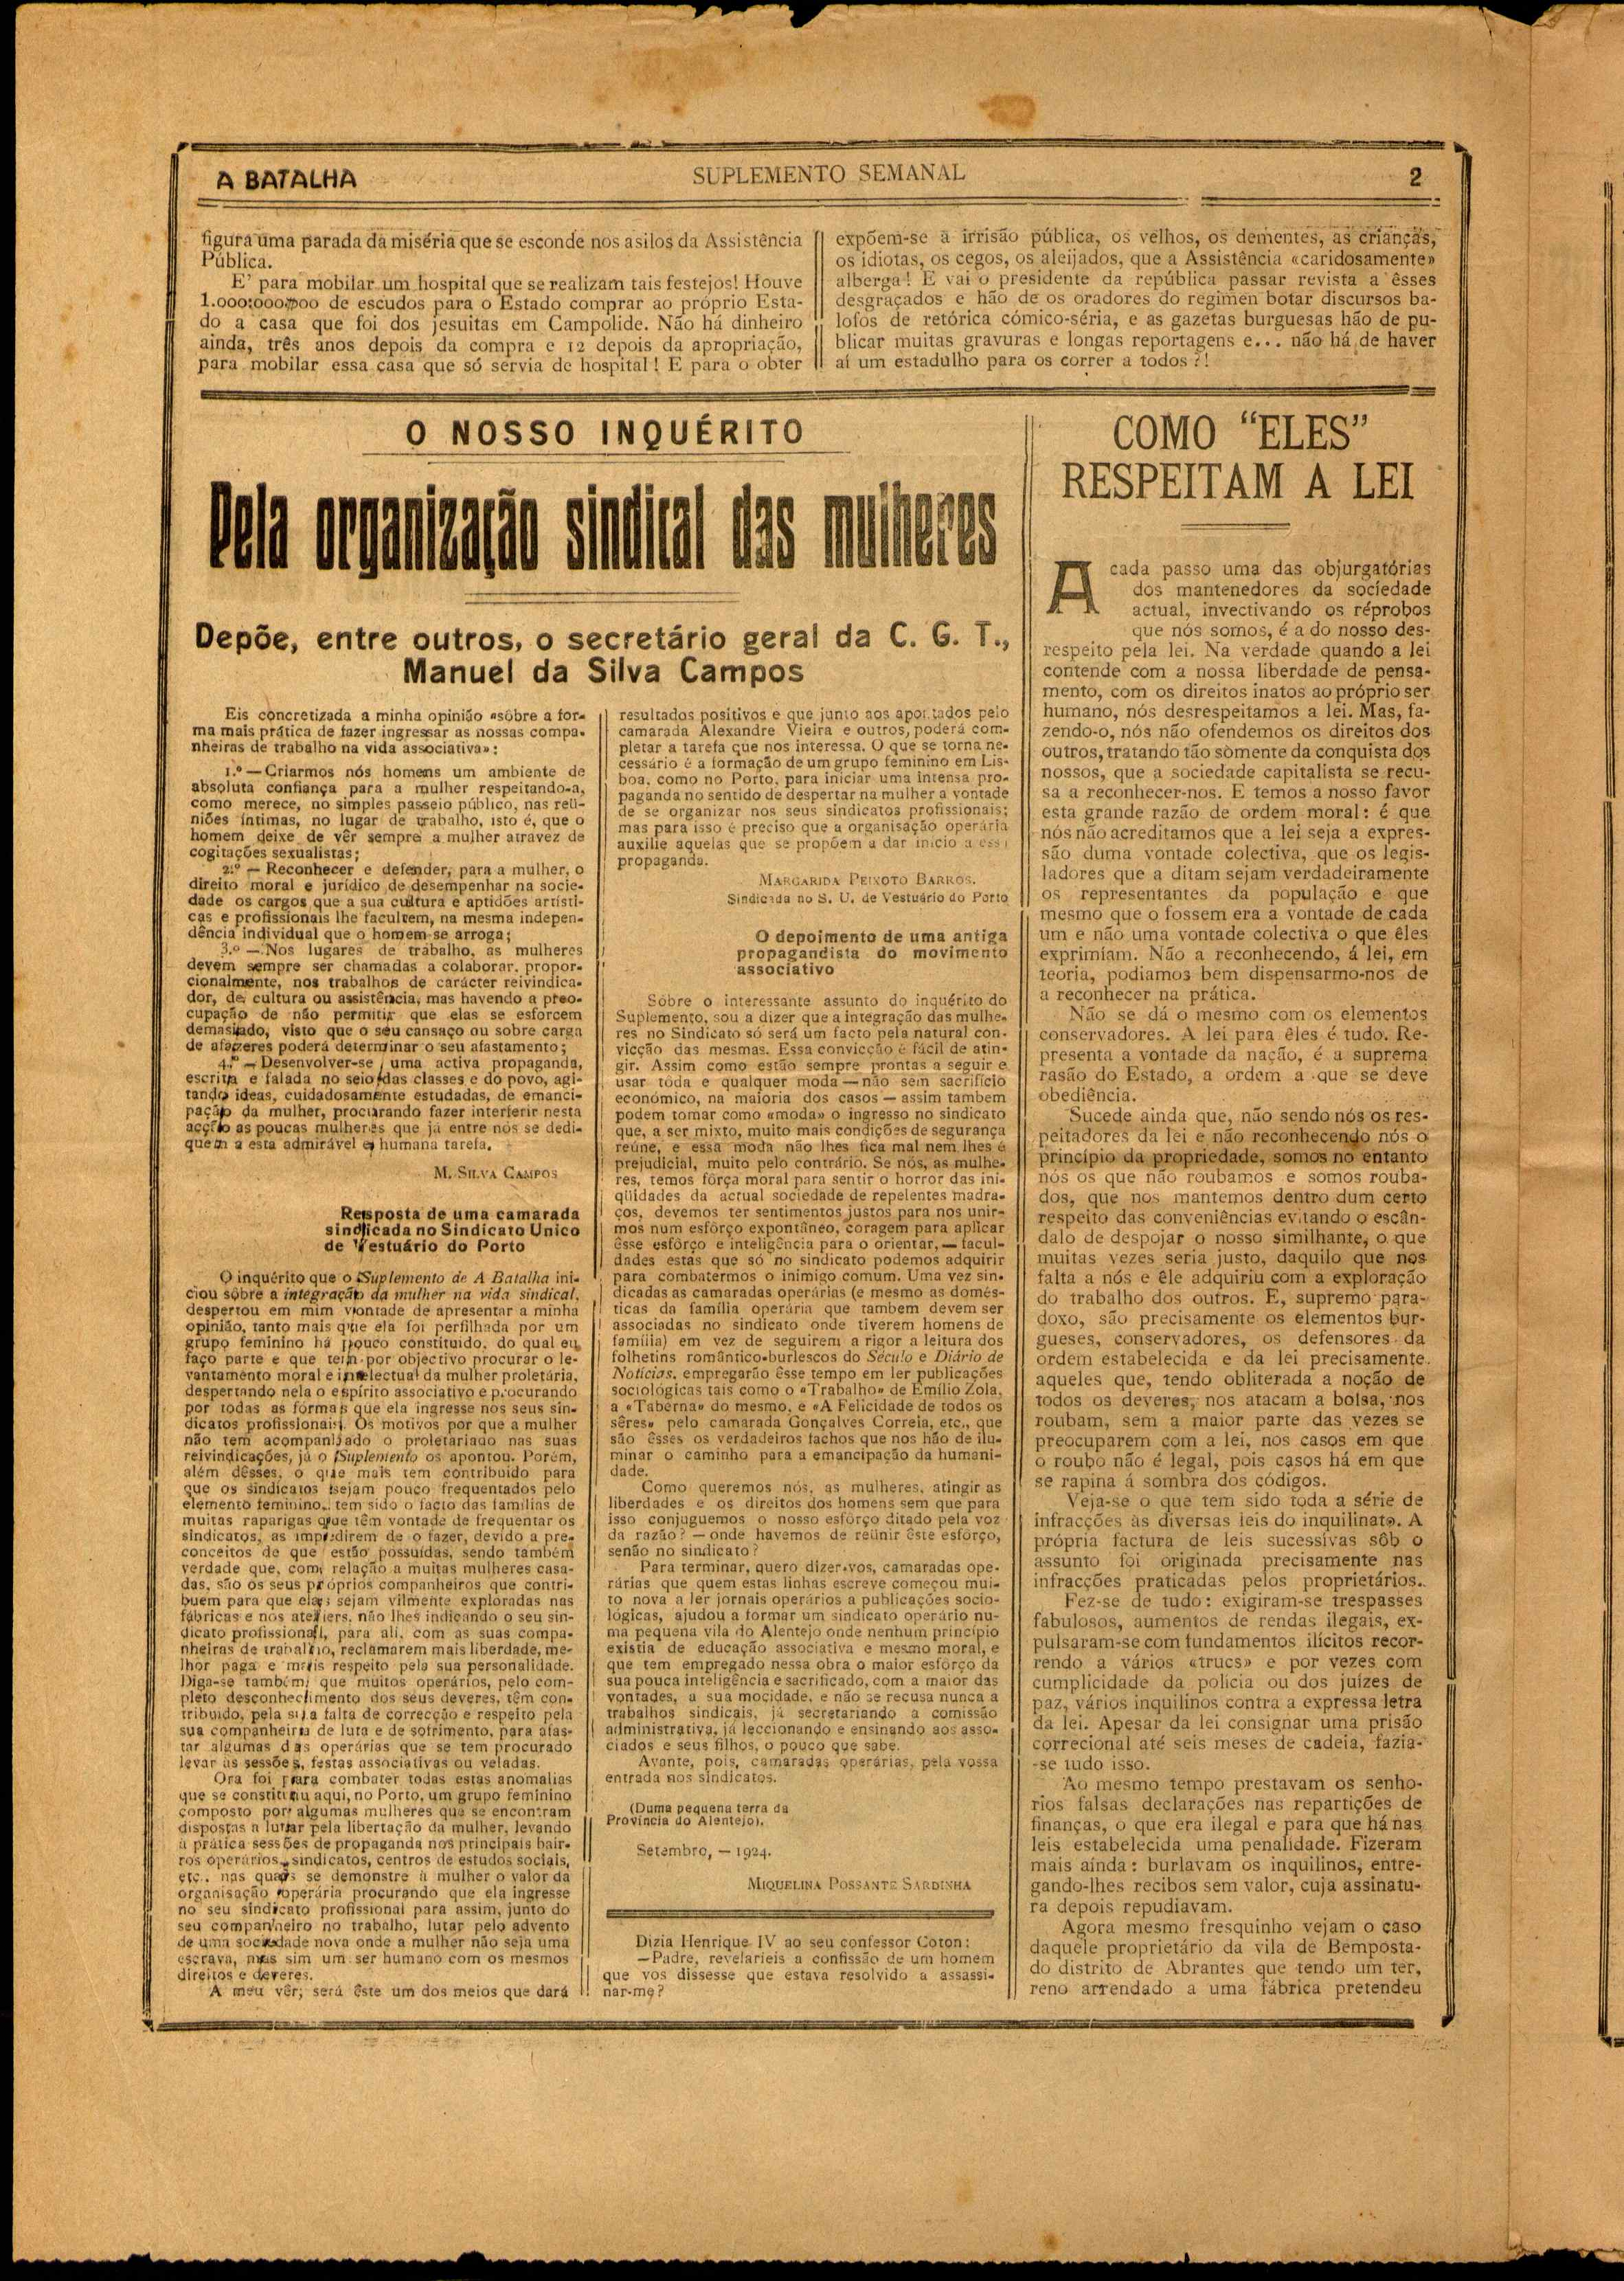 A BATALHA
SUPLEMENTO SEMANAL
2
figura uma parada da miséria que se esconde nos asilos da Assistência
Pública.
E' para mobilar um hospital que se realizam tais festejos! Houve
1.000:000$00 de escudos para o Estado comprar ao próprio Esta-
do a casa que foi dos jesuitas em Campolide. Não há dinheiro
ainda, três anos depois da compra e 12 depois da apropriação,
para mobilar essa casa que só servia de hospital! E para o obter
expõem-se à irrisão pública, os velhos, os dementes, as crianças,
os idiotas, os cegos, os aleijados, que a Assistência «caridosamente»
alberga! E vai o presidente da república passar revista a êsses
desgraçados e hão de os oradores do regimen botar discursos ba-
lofos de retórica cómico-séria, e as gazetas burguesas hão de pu-
blicar muitas gravuras e longas reportagens e... não há de haver
aí um estadulho para os correr a todos?!
O NOSSO INQUÉRITO
Pela organização sindical das mulheres
Depõe, entre outros, o secretário geral da C. G. T.,
Manuel da Silva Campos
Eis concretizada a minha opinião «sobre a for-
ma mais prática de fazer ingressar as nossas compa-
nheiras de trabalho na vida associativa»:
1.º — Criarmos nós homens um ambiente de
absoluta confiança para a mulher respeitando-a,
como merece, no simples passeio público, nas reü-
niões íntimas, no lugar de trabalho, isto é, que o
homem deixe de vêr sempre a mulher atravez de
cogitações sexualistas;
2.º — Reconhecer e defender, para a mulher, o
direito moral e jurídico de desempenhar na socie-
dade os cargos que a sua cultura e aptidões artísti-
cas e profissionais lhe facultem, na mesma indepen-
dência individual que o homem se arroga;
3.º — Nos lugares de trabalho, as mulheres
devem sempre ser chamadas a colaborar, propor-
cionalmente, nos trabalhos de carácter reivindica-
dor, de cultura ou assistência, mas havendo a preo-
cupação de não permitir que elas se esforcem
demasiado, visto que o seu cansaço ou sobre carga
de afazeres poderá determinar o seu afastamento;
4.º — Desenvolver-se uma activa propaganda,
escrita e falada no seio das classes e do povo, agi-
tando ideas, cuidadosamente estudadas, de emanci-
pação da mulher, procurando fazer interferir nesta
acção as poucas mulheres que já entre nós se dedi-
quem a esta admirável e humana tarefa.
M. SILVA CAMPOS
Resposta de uma camarada
sindicada no Sindicato Unico
de Vestuário do Porto
O inquérito que o Suplemento de A Batalha ini-
ciou sôbre a integração da mulher na vida sindical,
despertou em mim vontade de apresentar a minha
opinião, tanto mais que ela foi perfilhada por um
grupo feminino há pouco constituido, do qual eu
faço parte e que tem por objectivo procurar o le-
vantamento moral e intelectual da mulher proletária,
despertando nela o espírito associativo e procurando
por todas as formas que ela ingresse nos seus sin-
dicatos profissionais. Os motivos por que a mulher
não tem acompanhado o proletariado nas suas
reivindicações, já o Suplemento os apontou. Porém,
além dêsses, o que mais tem contribuído para
que os sindicatos sejam pouco frequentados pelo
elemento feminino, tem sido o facto das famílias de
muitas raparigas que têm vontade de frequentar os
sindicatos, as impedirem de o fazer, devido a pre-
conceitos de que estão possuídas, sendo também
verdade que, com relação a muitas mulheres casa-
das, são os seus próprios companheiros que contri-
buem para que elas sejam vilmente exploradas nas
fábricas e nos ateliers, não lhes indicando o seu sin-
dicato profissional, para ali, com as suas compa-
nheiras de trabalho, reclamarem mais liberdade, me-
lhor paga e mais respeito pela sua personalidade.
Diga-se também, que muitos operários, pelo com-
pleto desconhecimento dos seus deveres, têm con-
tribuido, pela sua falta de correcção e respeito pela
sua companheira de luta e de sofrimento, para afas-
tar algumas das operárias que se tem procurado
levar às sessões, festas associativas ou veladas.
Ora foi para combater todas estas anomalias
que se constituiu aqui, no Porto, um grupo feminino
composto por algumas mulheres que se encontram
dispostas a lutar pela libertação da mulher, levando
à prática sessões de propaganda nos principais bair-
ros operários, sindicatos, centros de estudos sociais,
etc., nas quais se demonstre à mulher o valor da
organisação operária procurando que ela ingresse
no seu sindicato profissional para assim, junto do
seu companheiro no trabalho, lutar pelo advento
de uma sociedade nova onde a mulher não seja uma
escrava, mas sim um ser humano com os mesmos
direitos e deveres.
A meu vêr, será êste um dos meios que dará
resultados positivos e que junto aos aportados pelo
camarada Alexandre Vieira e outros, poderá com-
pletar a tarefa que nos interessa. O que se torna ne-
cessário é a formação de um grupo feminino em Lis-
boa, como no Porto, para iniciar uma intensa pro-
paganda no sentido de despertar na mulher a vontade
de se organizar nos seus sindicatos profissionais;
mas para isso é preciso que a organisação operária
auxilie aquelas que se propõem a dar início a essa
propaganda.
MARGARIDA PEIXOTO BARROS.
Sindicada no S. U. de Vestuário do Porto
O depoimento de uma antiga
propagandista do movimento
associativo
Sôbre o interessante assunto do inquérito do
Suplemento, sou a dizer que a integração das mulhe-
res no Sindicato só será um facto pela natural con-
vicção das mesmas. Essa convicção é fácil de atin-
gir. Assim como estão sempre prontas a seguir e
usar tôda e qualquer moda — não sem sacrifício
económico, na maioria dos casos — assim tambem
podem tomar como «moda» o ingresso no sindicato
que, a ser mixto, muito mais condições de segurança
reúne, e essa moda não lhes fica mal nem lhes é
prejudicial, muito pelo contrário. Se nós, as mulhe-
res, temos fôrça moral para sentir o horror das ini-
qüidades da actual sociedade de repelentes madra-
ços, devemos ter sentimentos justos para nos unir-
mos num esfôrço expontâneo, coragem para aplicar
êsse esfôrço e inteligência para o orientar, — facul-
dades estas que só no sindicato podemos adquirir
para combatermos o inimigo comum. Uma vez sin-
dicadas as camaradas operárias (e mesmo as domés-
ticas da família operária que tambem devem ser
associadas no sindicato onde tiverem homens de
família) em vez de seguirem a rigor a leitura dos
folhetins romântico-burlescos do Século e Diário de
Notícias, empregarão êsse tempo em ler publicações
sociológicas tais como o «Trabalho» de Emílio Zola,
a «Taberna» do mesmo, e «A Felicidade de todos os
sêres» pelo camarada Gonçalves Correia, etc., que
são êsses os verdadeiros fachos que nos hão de ilu-
minar o caminho para a emancipação da humani-
dade.
Como queremos nós, as mulheres, atingir as
liberdades e os direitos dos homens sem que para
isso conjuguemos o nosso esfôrço ditado pela voz
da razão? — onde havemos de reünir êste esfôrço,
senão no sindicato?
Para terminar, quero dizer-vos, camaradas ope-
rárias que quem estas linhas escreve começou mui-
to nova a ler jornais operários a publicações socio-
lógicas, ajudou a formar um sindicato operário nu-
ma pequena vila do Alentejo onde nenhum princípio
existia de educação associativa e mesmo moral, e
que tem empregado nessa obra o maior esfôrço da
sua pouca inteligência e sacrificado, com a maior das
vontades, a sua mocidade, e não se recusa nunca a
trabalhos sindicais, já secretariando a comissão
administrativa, já leccionando e ensinando aos asso-
ciados e seus filhos, o pouco que sabe.
Avante, pois, camaradas operárias, pela vossa
entrada nos sindicatos.
(Duma pequena terra da
Província do Alentejo).
Setembro, — 1924.
MIQUELINA POSSANTE SARDINHA
Dizia Henrique IV ao seu confessor Coton:
—Padre, revelaríeis a confissão de um homem
que vos dissesse que estava resolvido a assassi-
nar-me?
COMO "ELES"
RESPEITAM A LEI
A cada passo uma das objurgatórias
dos mantenedores da sociedade
actual, invectivando os réprobos
que nós somos, é a do nosso des-
respeito pela lei. Na verdade quando a lei
contende com a nossa liberdade de pensa-
mento, com os direitos inatos ao próprio ser
humano, nós desrespeitamos a lei. Mas, fa-
zendo-o, nós não ofendemos os direitos dos
outros, tratando tão sòmente da conquista dos
nossos, que a sociedade capitalista se recu-
sa a reconhecer-nos. E temos a nosso favor
esta grande razão de ordem moral: é que
nós não acreditamos que a lei seja a expres-
são duma vontade colectiva, que os legis-
ladores que a ditam sejam verdadeiramente
os representantes da população e que
mesmo que o fossem era a vontade de cada
um e não uma vontade colectiva o que êles
exprimiam. Não a reconhecendo, á lei, em
teoria, podiamos bem dispensarmo-nos de
a reconhecer na prática.
Não se dá o mesmo com os elementos
conservadores. A lei para êles é tudo. Re-
presenta a vontade da nação, é a suprema
rasão do Estado, a ordem a que se deve
obediência.
Sucede ainda que, não sendo nós os res-
peitadores da lei e não reconhecendo nós o
princípio da propriedade, somos no entanto
nós os que não roubamos e somos rouba-
dos, que nos mantemos dentro dum certo
respeito das conveniências evitando o escân-
dalo de despojar o nosso similhante, o que
muitas vezes seria justo, daquilo que nos
falta a nós e êle adquiriu com a exploração
do trabalho dos outros. E, supremo para-
doxo, são precisamente os elementos bur-
gueses, conservadores, os defensores da
ordem estabelecida e da lei precisamente.
aqueles que, tendo obliterada a noção de
todos os deveres, nos atacam a bolsa, nos
roubam, sem a maior parte das vezes se
preocuparem com a lei, nos casos em que
o roubo não é legal, pois casos há em que
se rapina á sombra dos códigos.
Veja-se o que tem sido toda a série de
infracções às diversas leis do inquilinato. A
própria factura de leis sucessivas sôb o
assunto foi originada precisamente nas
infracções praticadas pelos proprietários.
Fez-se de tudo: exigiram-se trespasses
fabulosos, aumentos de rendas ilegais, ex-
pulsaram-se com fundamentos ilícitos recor-
rendo a vários «trucs» e por vezes com
cumplicidade da polícia ou dos juízes de
paz, vários inquilinos contra a expressa letra
da lei. Apesar da lei consignar uma prisão
correcional até seis meses de cadeia, fazia-
-se tudo isso.
Ao mesmo tempo prestavam os senho-
rios falsas declarações nas repartições de
finanças, o que era ilegal e para que há nas
leis estabelecida uma penalidade. Fizeram
mais ainda: burlavam os inquilinos, entre-
gando-lhes recibos sem valor, cuja assinatu-
ra depois repudiavam.
Agora mesmo fresquinho vejam o caso
daquele proprietário da vila de Bemposta-
do distrito de Abrantes que tendo um ter,
reno arrendado a uma fábrica pretendeu